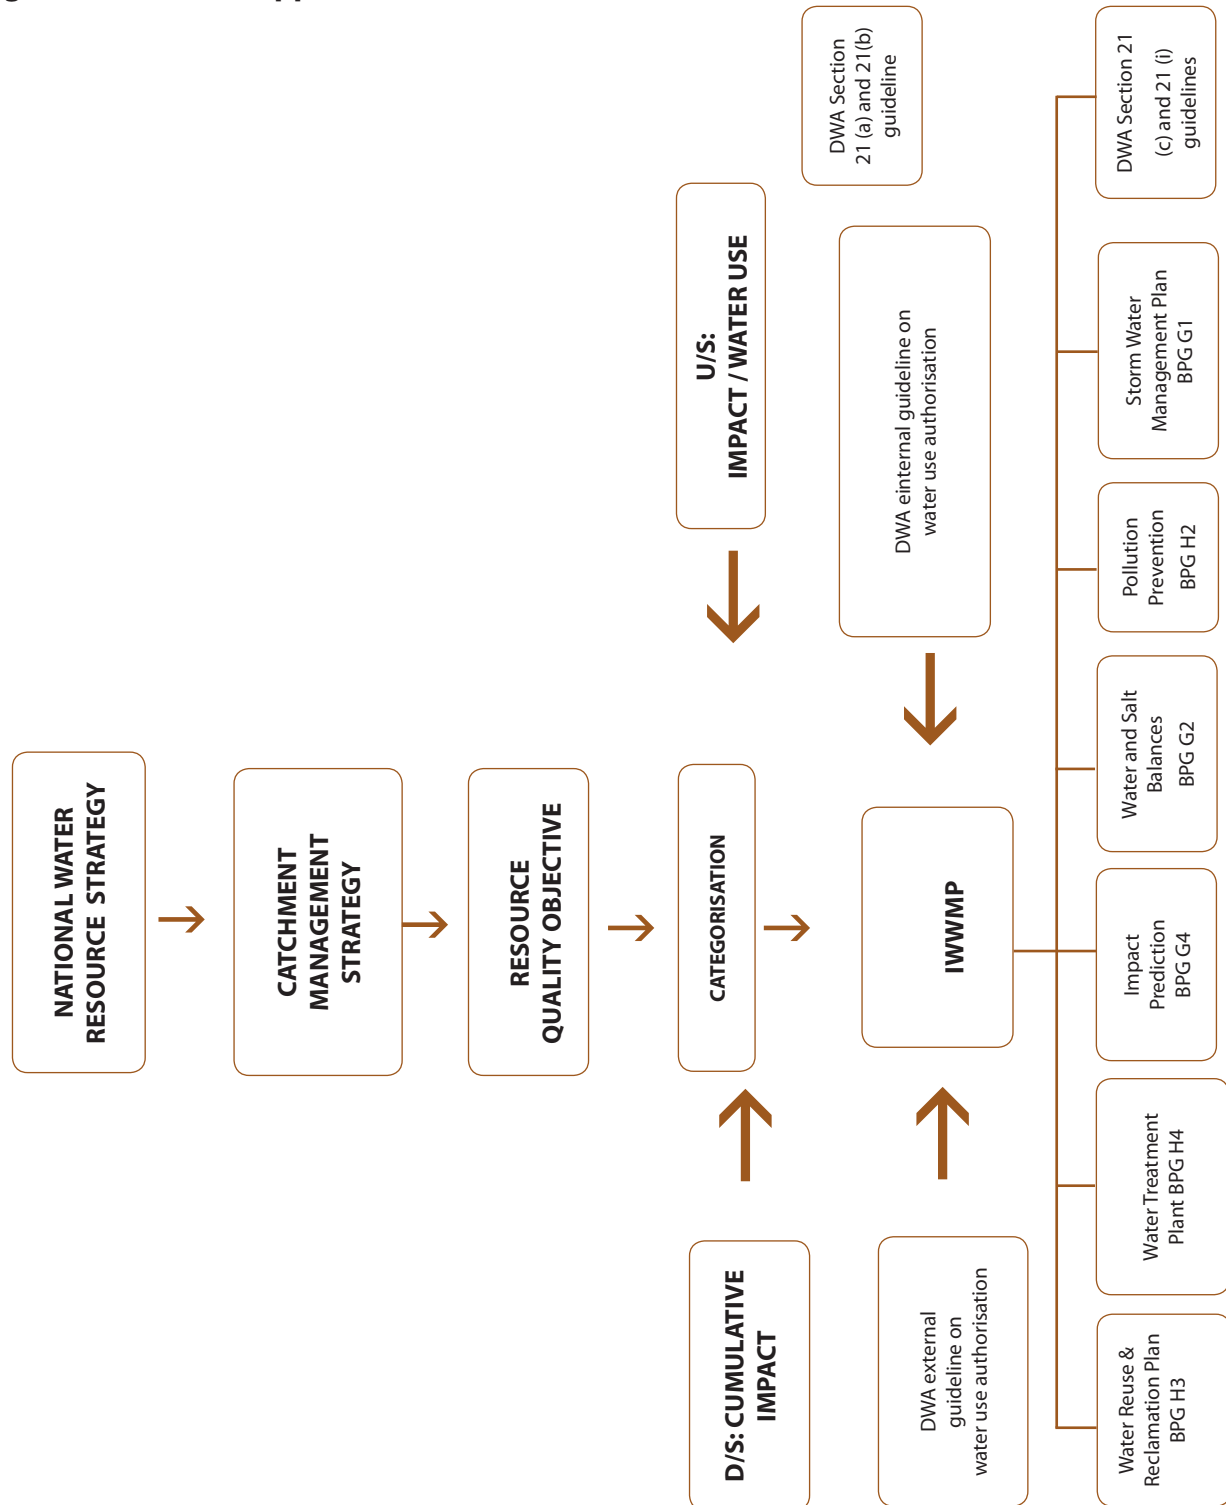 NATIONAL WATER
RESOURCE STRATEGY
CATCHMENT
MANAGEMENT
STRATEGY
RESOURCE
QUALITY OBJECTIVE
D/S: CUMULATIVE
IMPACT
CATEGORISATION
U/S:
IMPACT / WATER USE
DWA external
guideline on
water use authorisation
IWWMP
DWA einternal guideline on
water use authorisation
DWA Section
21 (a) and 21(b)
guideline
Water Reuse &
Reclamation Plan
BPG H3
Water Treatment
Plant BPG H4
Impact
Prediction
BPG G4
Water and Salt
Balances
BPG G2
Pollution
Prevention
BPG H2
Storm Water
Management Plan
BPG G1
DWA Section 21
(c) and 21 (i)
guidelines